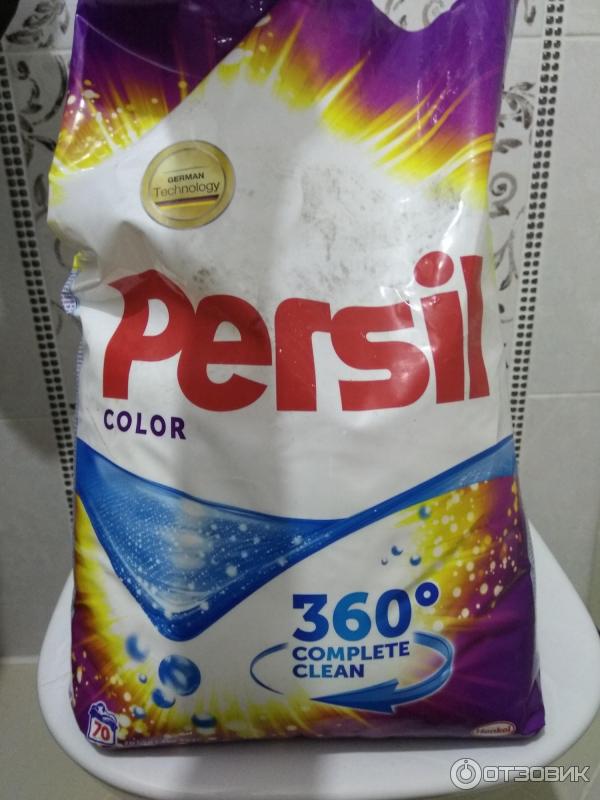 GERMAN
Technology
Persil
COLOR
360°
COMPLETE
CLEAN
70
Henkel
ОТЗОВИК